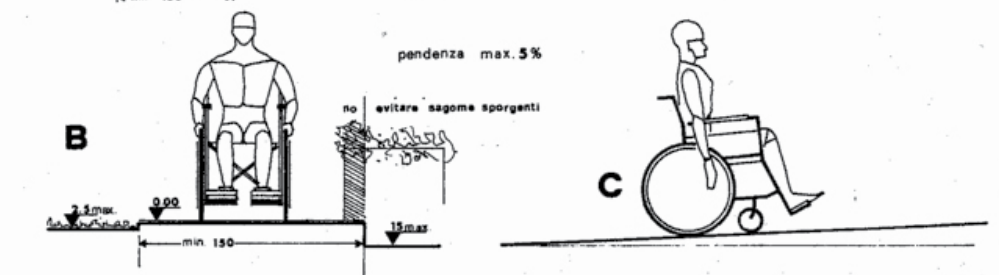 pendenza max. 5%
no evitare sagome sporgenti
B
C
2.5 max.
0.00
15 max
min. 150